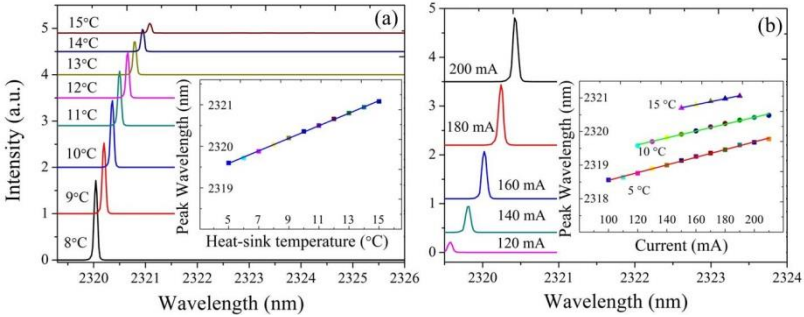 (a)
15°C
14°C
13°C
12°C
11°C
10°C
9°C
8°C
5
4
3
2
1
0
Intensity (a.u.)
2320 2321 2322 2323 2324 2325 2326
Wavelength (nm)
2321
2320
2319
Peak Wavelength (nm)
5 7 9 11 13 15
Heat-sink temperature (°C)
(b)
200 mA
180 mA
160 mA
140 mA
120 mA
5
4
3
2
1
0
2320 2321 2322 2323 2324
Wavelength (nm)
2321
2320
2319
2318
Peak Wavelength (nm)
15 °C
10 °C
5 °C
100 120 140 160 180 200
Current (mA)